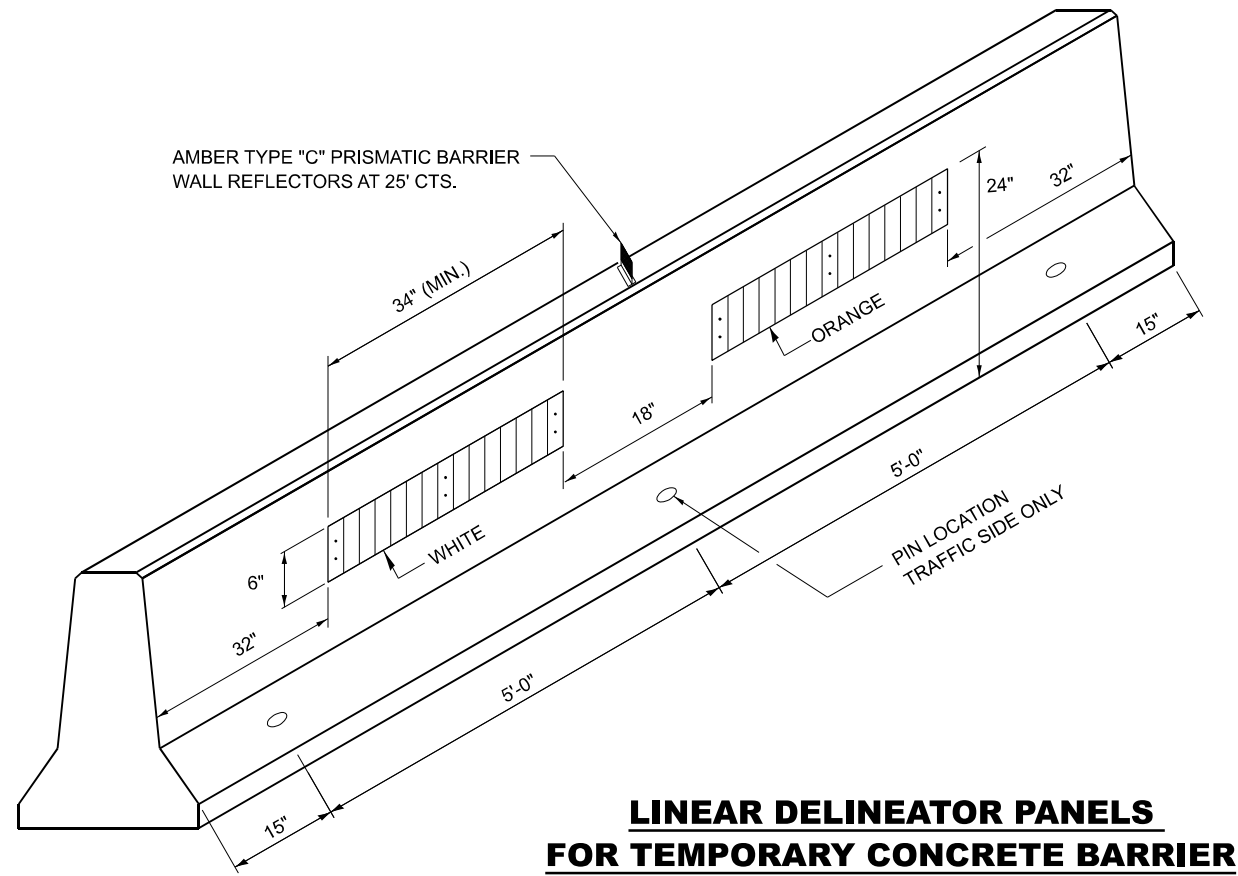 AMBER TYPE "C" PRISMATIC BARRIER
WALL REFLECTORS AT 25' CTS.
34" (MIN.)
24"
32"
ORANGE
15"
18"
5'-0"
WHITE
PIN LOCATION
TRAFFIC SIDE ONLY
6"
32"
5'-0"
15"
LINEAR DELINEATOR PANELS
FOR TEMPORARY CONCRETE BARRIER